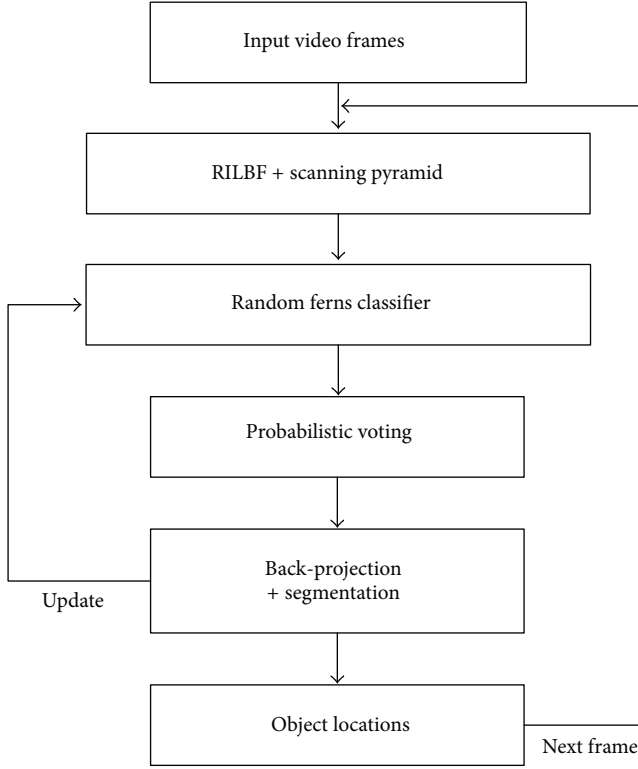 Input video frames
RILBF + scanning pyramid
Random ferns classifier
Probabilistic voting
Back-projection
+ segmentation
Update
Object locations
Next frame